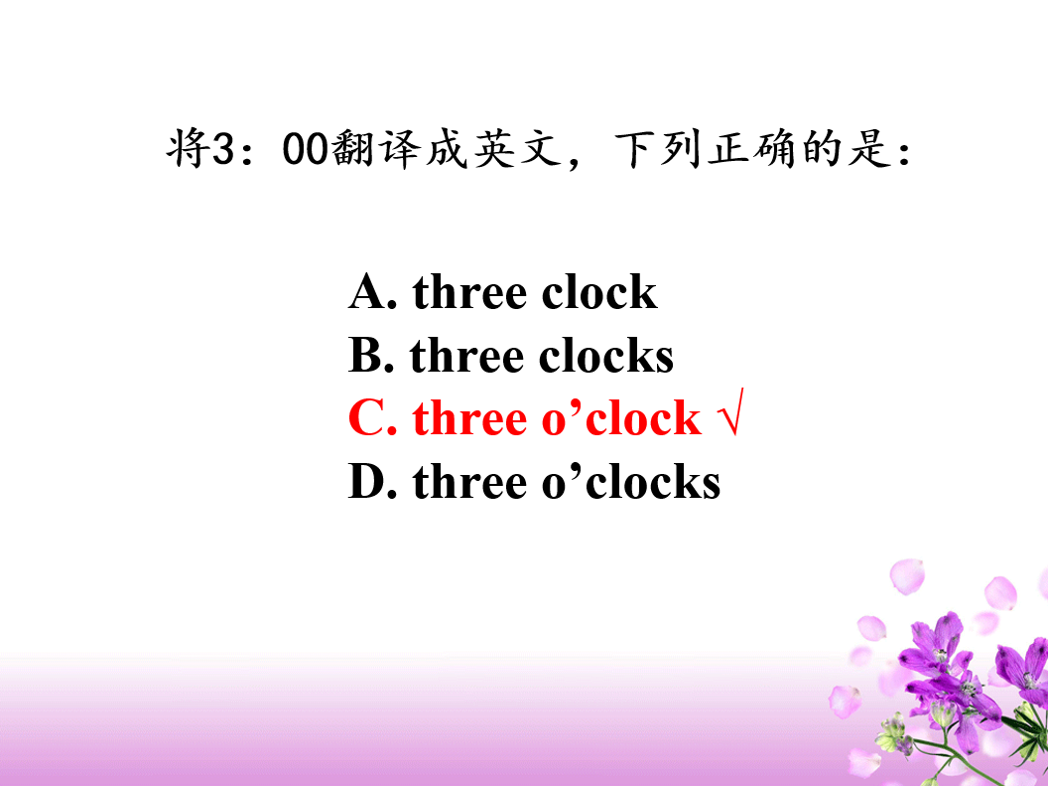 将3：00翻译成英文，下列正确的是：
A. three clock
B. three clocks
C. three o’clock √
D. three o’clocks